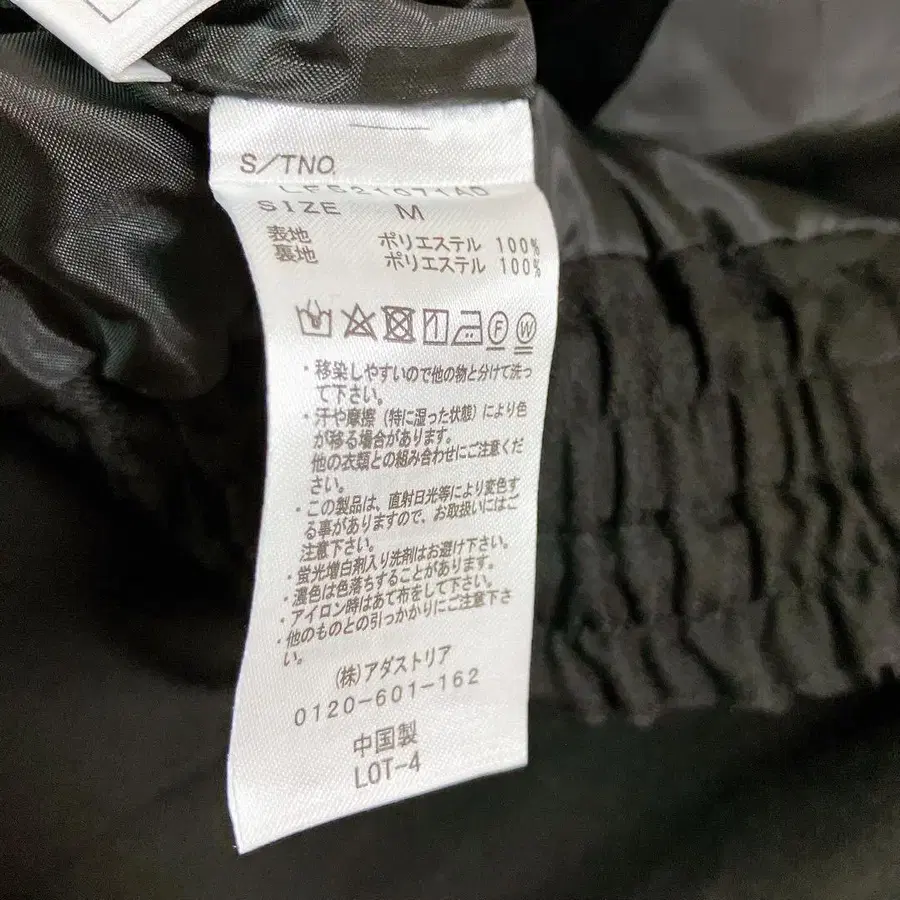 S/TNO.
LES21071A0
SIZE M
表地 ポリエステル 100%
裏地 ポリエステル 100%
F W
・移染しやすいので他の物と分けて洗っ
て下さい。
・汗や摩擦（特に湿った状態）により色
が移る場合があります。
他の衣類との組み合わせにご注意くだ
さい。
・この製品は、直射日光等により変色す
る事がありますので、お取扱いにはご
注意下さい。
・蛍光増白剤入り洗剤はお避け下さい。
・濃色は色落ちすることがあります。
・アイロン時はあて布をして下さい。
・他のものとの引っかかりにご注意下さ
い。
(株)アダストリア
0120-601-162
中国製
LOT-4